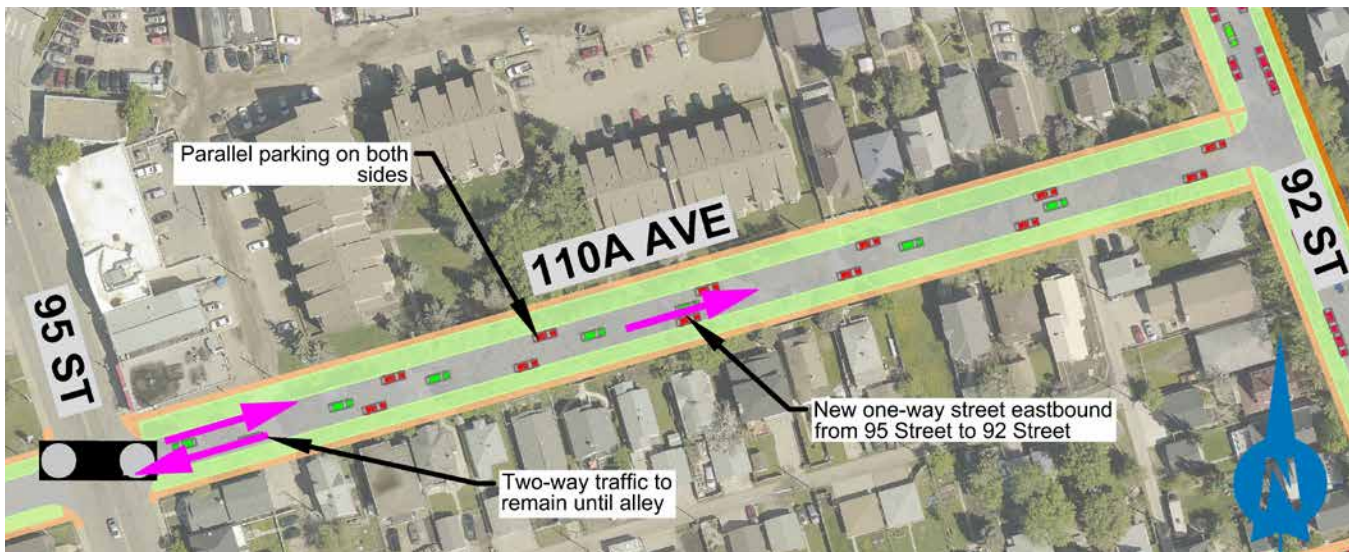 Parallel parking on both
sides
110A AVE
95 ST
92 ST
New one-way street eastbound
from 95 Street to 92 Street
Two-way traffic to
remain until alley
N